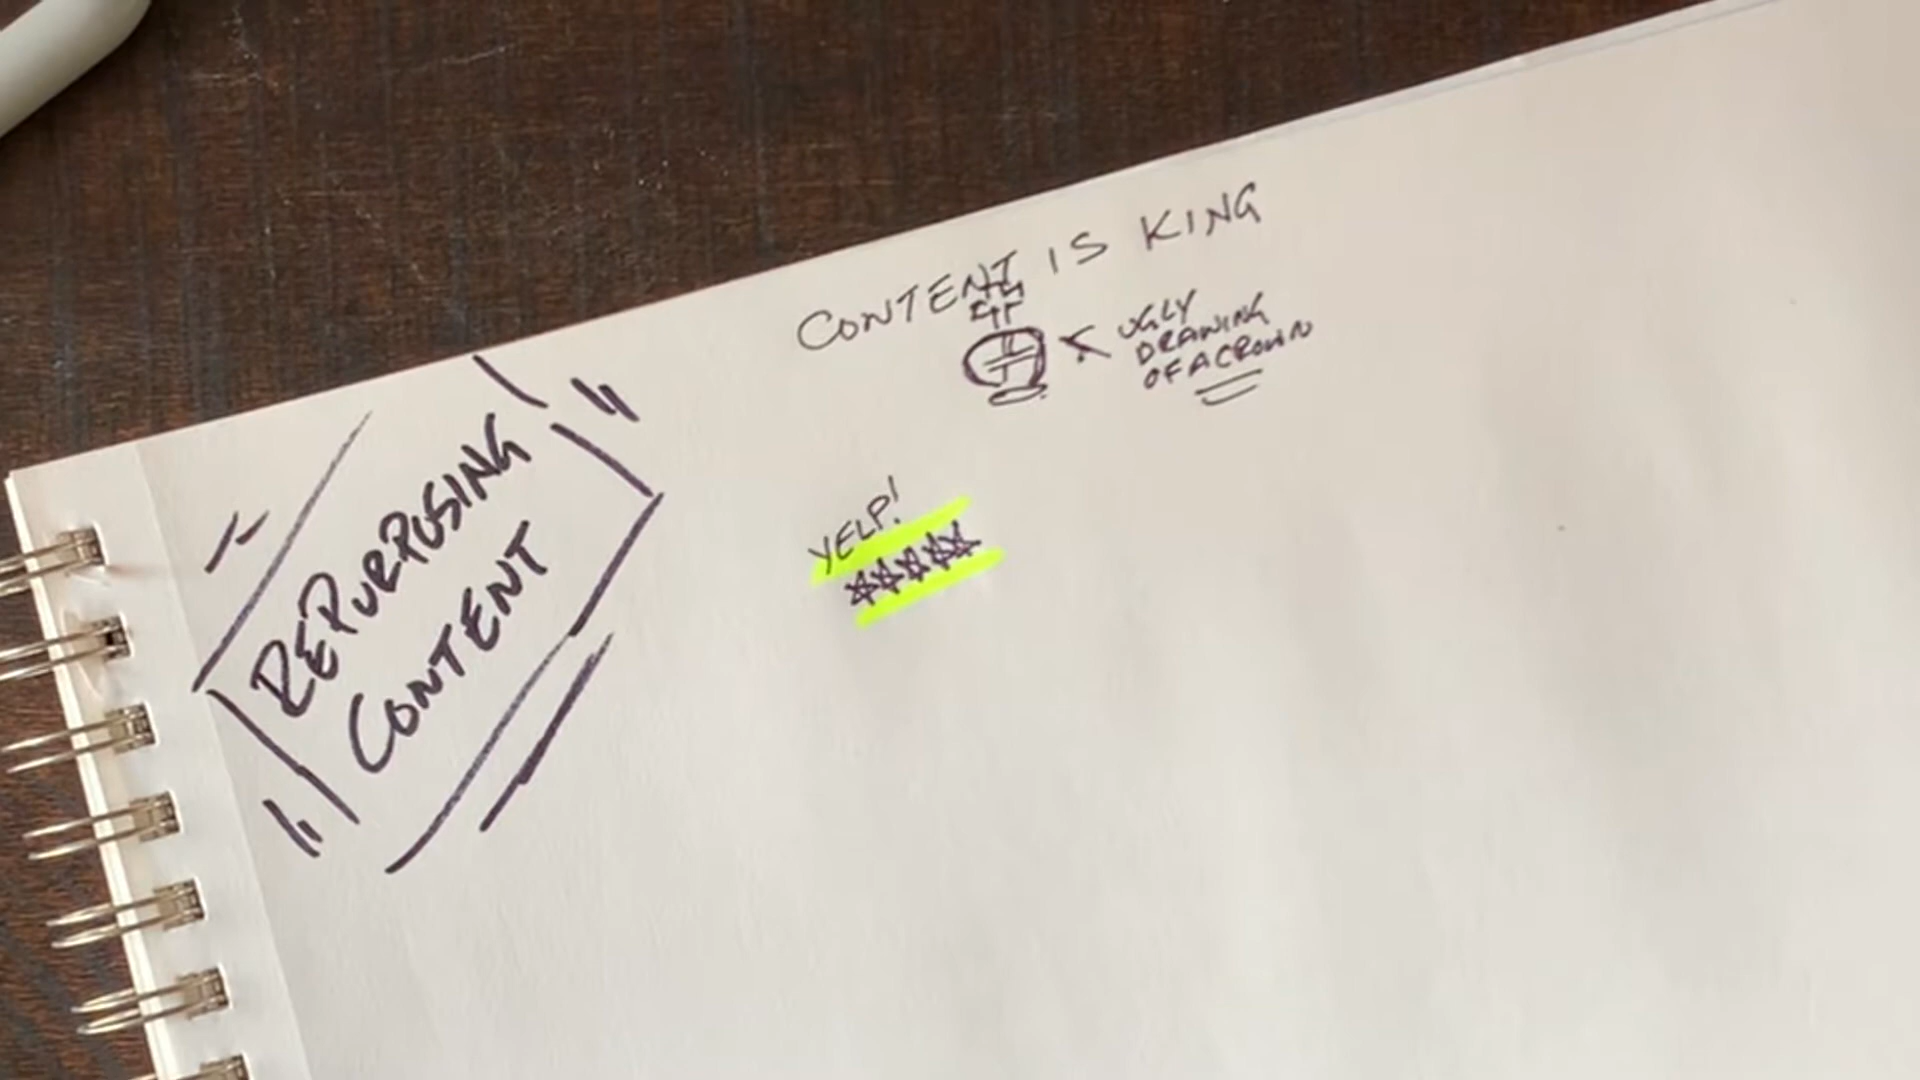 CONTENT IS KING
UGLY
DRAWING
OF A CROWN
REPURPOSING
CONTENT
YELP!